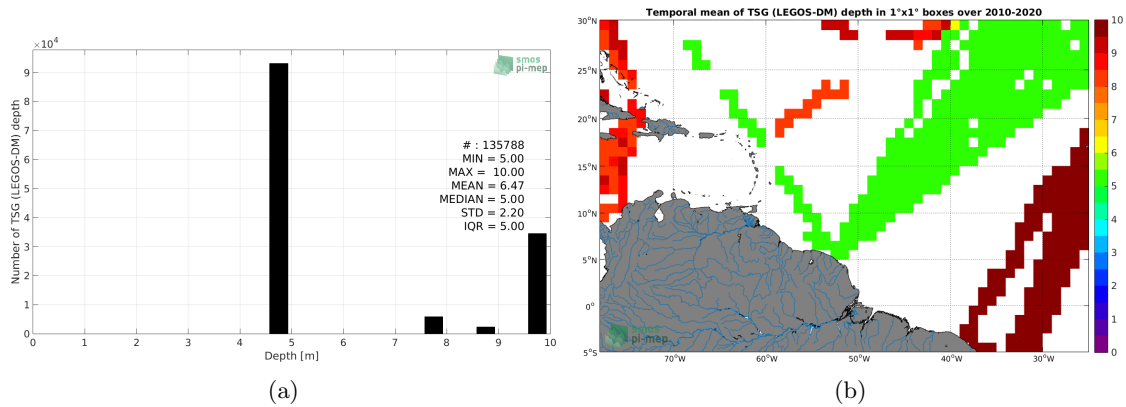 ×10⁴
9
8
7
6
5
4
3
2
1
0
Number of TSG (LEGOS-DM) depth
smos
pi-mep
# : 135788
MIN = 5.00
MAX = 10.00
MEAN = 6.47
MEDIAN = 5.00
STD = 2.20
IQR = 5.00
0 1 2 3 4 5 6 7 8 9 10
Depth [m]
(a)
Temporal mean of TSG (LEGOS-DM) depth in 1°x1° boxes over 2010-2020
30°N
25°N
20°N
15°N
10°N
5°N
0°
5°S
70°W 60°W 50°W 40°W 30°W
smos
pi-mep
10
9
8
7
6
5
4
3
2
1
0
(b)